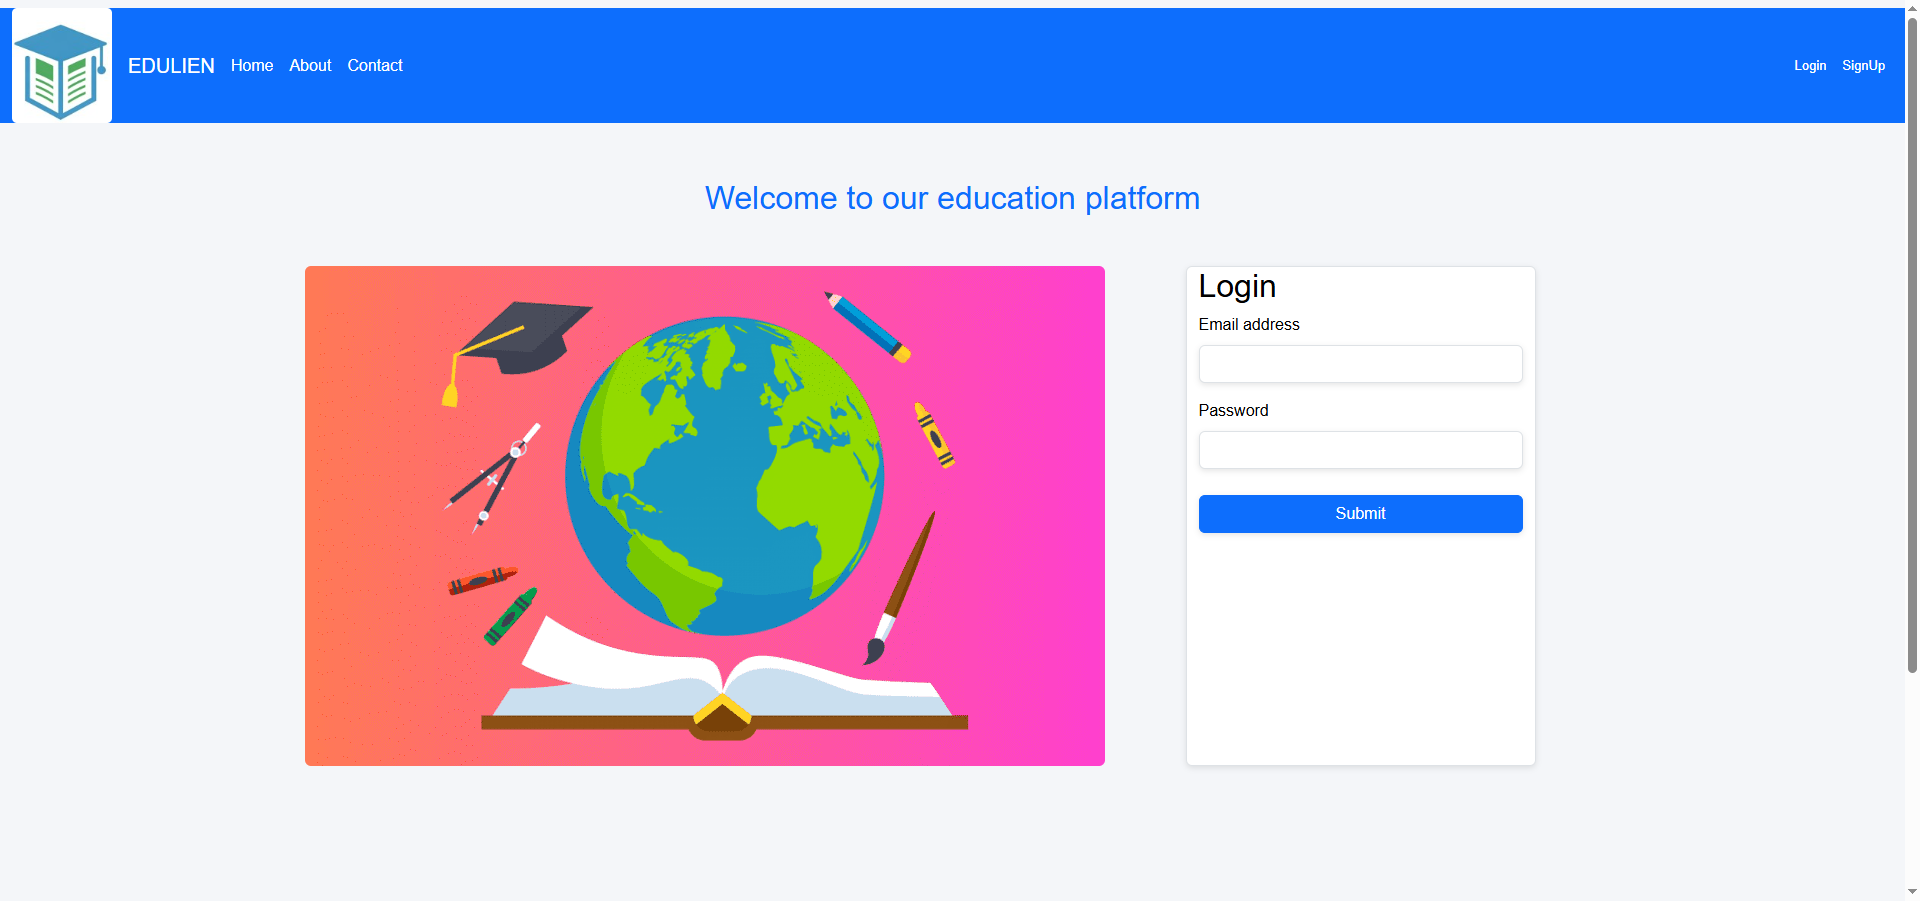 EDULIEN Home About Contact Login SignUp
Welcome to our education platform
Login
Email address
Password
Submit